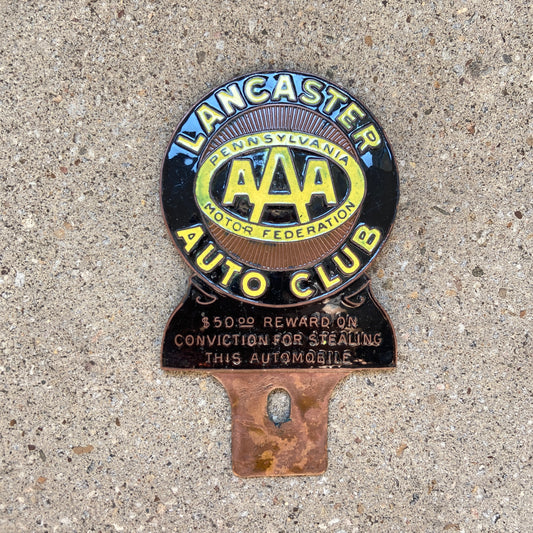 LANCASTER
PENNSYLVANIA
AAA
MOTOR FEDERATION
AUTO CLUB
$50.00 REWARD ON
CONVICTION FOR STEALING
THIS AUTOMOBILE